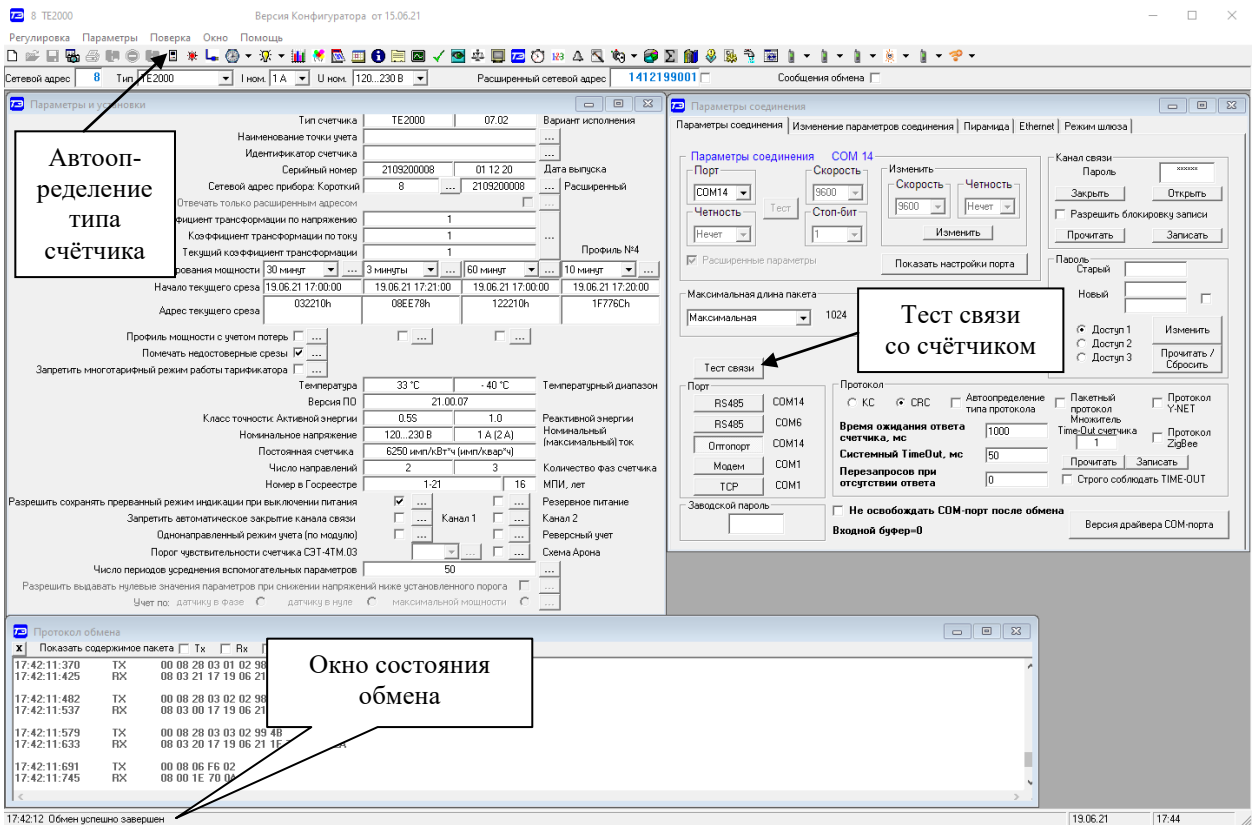 8 TE2000 Версия Конфигуратора от 15.06.21
Регулировка Параметры Поверка Окно Помощь
Сетевой адрес 8 Тип TE2000 I ном. 1 А U ном. 120...230 В Расширенный сетевой адрес 1412199001 Сообщения обмена
Параметры и установки
Тип счетчика TE2000 07.02 Вариант исполнения
Наименование точки учета ...
Идентификатор счетчика ...
Серийный номер 2109200008 01 12 20 Дата выпуска
Сетевой адрес прибора: Короткий 8 ... 2109200008 ... Расширенный
Отвечать только расширенным адресом ...
фициент трансформации по напряжению 1
Коэффициент трансформации по току 1 ...
Текущий коэффициент трансформации 1 Профиль №4
рования мощности 30 минут ... 3 минуты ... 60 минут ... 10 минут ...
Начало текущего среза 19.06.21 17:00:00 19.06.21 17:21:00 19.06.21 17:00:00 19.06.21 17:20:00
Адрес текущего среза 032210h 08EE78h 122210h 1F776Ch
Профиль мощности с учетом потерь ... ... ...
Помечать недостоверные срезы ...
Запретить многотарифный режим работы тарификатора ...
Температура 33 °С - 40 °С Температурный диапазон
Версия ПО 21.00.07
Класс точности: Активной энергии 0.5S 1.0 Реактивной энергии
Номинальное напряжение 120...230 В 1 А (2 А) Номинальный (максимальный) ток
Постоянная счетчика 6250 имп/кВт*ч (имп/квар*ч)
Число направлений 2 3 Количество фаз счетчика
Номер в Госреестре 1-21 16 МПИ, лет
Разрешить сохранять прерванный режим индикации при выключении питания ... ... Резервное питание
Запретить автоматическое закрытие канала связи ... Канал 1 ... Канал 2
Однонаправленный режим учета (по модулю) ... ... Реверсный учет
Порог чувствительности счетчика СЭТ-4ТМ.03 ... ... Схема Арона
Число периодов усреднения вспомогательных параметров 50 ...
Разрешить выдавать нулевые значения параметров при снижении напряжений ниже установленного порога ...
Учет по: датчику в фазе датчику в нуле максимальной мощности ...
Автооп-
ределение
типа
счётчика
Параметры соединения
Параметры соединения Изменение параметров соединения Пирамида Ethernet Режим шлюза
Параметры соединения COM 14
Порт Скорость
COM14 9600
Тест
Четность Стоп-бит
Нечет 1
Изменить
Скорость Четность
9600 Нечет
Изменить
Расширенные параметры Показать настройки порта
Канал связи
Пароль xxxxxx
Закрыть Открыть
Разрешить блокировку записи
Прочитать Записать
Пароль
Старый
Новый
Доступ 1 Изменить
Доступ 2
Доступ 3
Прочитать /
Сбросить
Максимальная длина пакета
Максимальная 1024
Тест связи
со счётчиком
Тест связи
Порт
RS485 COM14
RS485 COM6
Оптопорт COM14
Модем COM1
TCP COM1
Протокол
КС CRC Автоопределение типа протокола Пакетный протокол Протокол Y-NET
Время ожидания ответа счетчика, мс 1000
Множитель Time-Out счетчика 1
Протокол ZigBee
Системный TimeOut, мс 50
Прочитать Записать
Перезапросов при отсутствии ответа 0
Строго соблюдать TIME-OUT
Заводской пароль
Не освобождать COM-порт после обмена
Входной буфер=0
Версия драйвера COM-порта
Протокол обмена
x Показать содержимое пакета Tx Rx
17:42:11:370 TX 00 08 28 03 01 02 98
17:42:11:425 RX 08 03 21 17 19 06 21
17:42:11:482 TX 00 08 28 03 02 02 98
17:42:11:537 RX 08 03 00 17 19 06 21
17:42:11:579 TX 00 08 28 03 03 02 99 4B
17:42:11:633 RX 08 03 20 17 19 06 21 1F
17:42:11:691 TX 00 08 06 F6 02
17:42:11:745 RX 08 00 1E 70
Окно состояния
обмена
17:42:12 Обмен успешно завершен 19.06.21 17:44